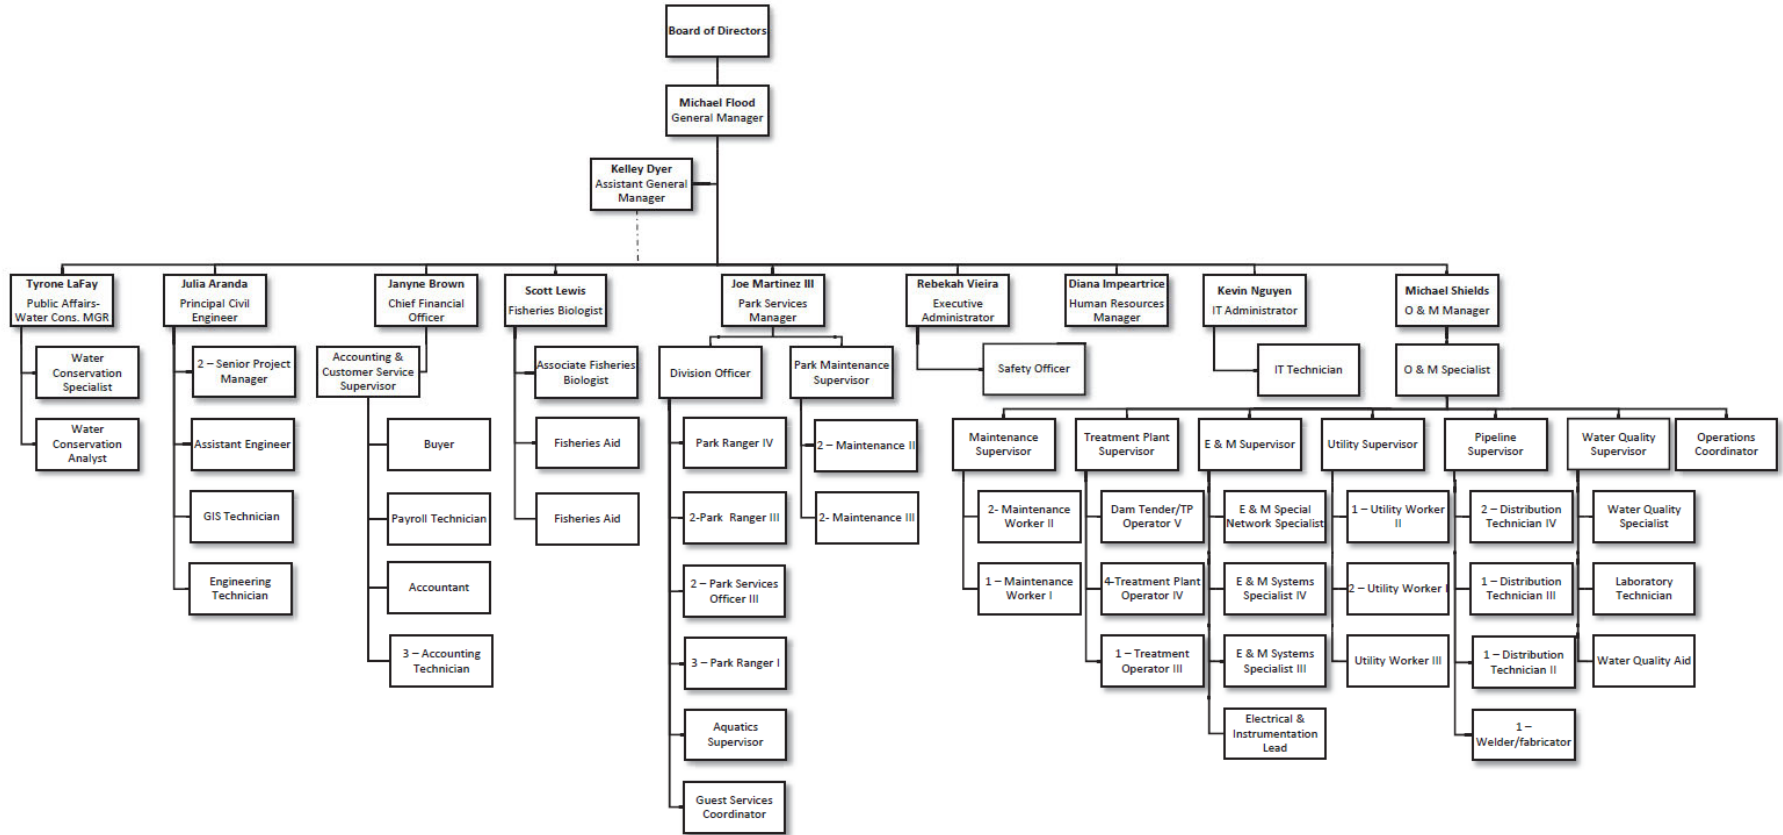 Board of Directors
Michael Flood
General Manager
Kelley Dyer
Assistant General
Manager
Tyrone LaFay
Public Affairs-
Water Cons. MGR
Julia Aranda
Principal Civil
Engineer
Janyne Brown
Chief Financial
Officer
Scott Lewis
Fisheries Biologist
Joe Martinez III
Park Services
Manager
Rebekah Vieira
Executive
Administrator
Diana Impeartrice
Human Resources
Manager
Kevin Nguyen
IT Administrator
Michael Shields
O & M Manager
Water
Conservation
Specialist
2 – Senior Project
Manager
Accounting &
Customer Service
Supervisor
Associate Fisheries
Biologist
Division Officer
Park Maintenance
Supervisor
Safety Officer
IT Technician
O & M Specialist
Water
Conservation
Analyst
Assistant Engineer
Buyer
Fisheries Aid
Park Ranger IV
2 – Maintenance II
Maintenance
Supervisor
Treatment Plant
Supervisor
E & M Supervisor
Utility Supervisor
Pipeline
Supervisor
Water Quality
Supervisor
Operations
Coordinator
GIS Technician
Payroll Technician
Fisheries Aid
2-Park Ranger III
2- Maintenance III
2- Maintenance
Worker II
Dam Tender/TP
Operator V
E & M Special
Network Specialist
1 – Utility Worker
II
2 – Distribution
Technician IV
Water Quality
Specialist
Engineering
Technician
Accountant
2 – Park Services
Officer III
1 – Maintenance
Worker I
4-Treatment Plant
Operator IV
E & M Systems
Specialist IV
2 – Utility Worker I
1 – Distribution
Technician III
Laboratory
Technician
3 – Accounting
Technician
3 – Park Ranger I
1 – Treatment
Operator III
E & M Systems
Specialist III
Utility Worker III
1 – Distribution
Technician II
Water Quality Aid
Aquatics
Supervisor
Electrical &
Instrumentation
Lead
1 –
Welder/fabricator
Guest Services
Coordinator